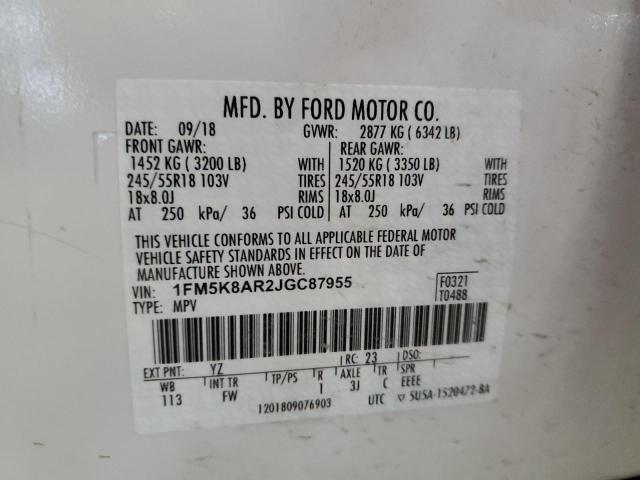 MFD. BY FORD MOTOR CO.
DATE: 09/18 GVWR: 2877 KG ( 6342 LB)
FRONT GAWR: REAR GAWR:
1452 KG ( 3200 LB) WITH 1520 KG ( 3350 LB) WITH
245/55R18 103V TIRES 245/55R18 103V TIRES
18x8.0J RIMS 18x8.0J RIMS
AT 250 kPa/ 36 PSI COLD AT 250 kPa/ 36 PSI COLD
THIS VEHICLE CONFORMS TO ALL APPLICABLE FEDERAL MOTOR
VEHICLE SAFETY STANDARDS IN EFFECT ON THE DATE OF
MANUFACTURE SHOWN ABOVE.
VIN: 1FM5K8AR2JGC87955 F0321
TYPE: MPV T0488
EXT PNT: YZ RC: 23 DSO:
WB INT TR TP/PS R AXLE TR SPR
113 FW I 3J C EEEE
1201809076903 UTC ▽ 5U5A-1520472-BA